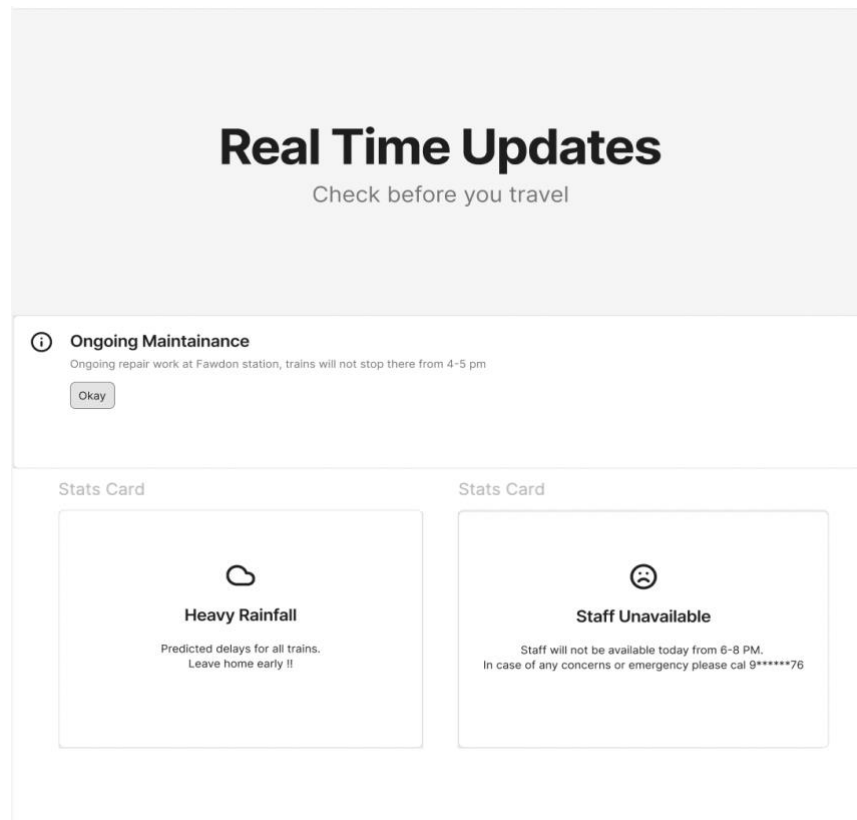 Real Time Updates
Check before you travel
Ongoing Maintainance
Ongoing repair work at Fawdon station, trains will not stop there from 4-5 pm
Okay
Stats Card
Heavy Rainfall
Predicted delays for all trains.
Leave home early !!
Stats Card
Staff Unavailable
Staff will not be available today from 6-8 PM.
In case of any concerns or emergency please cal 9******76